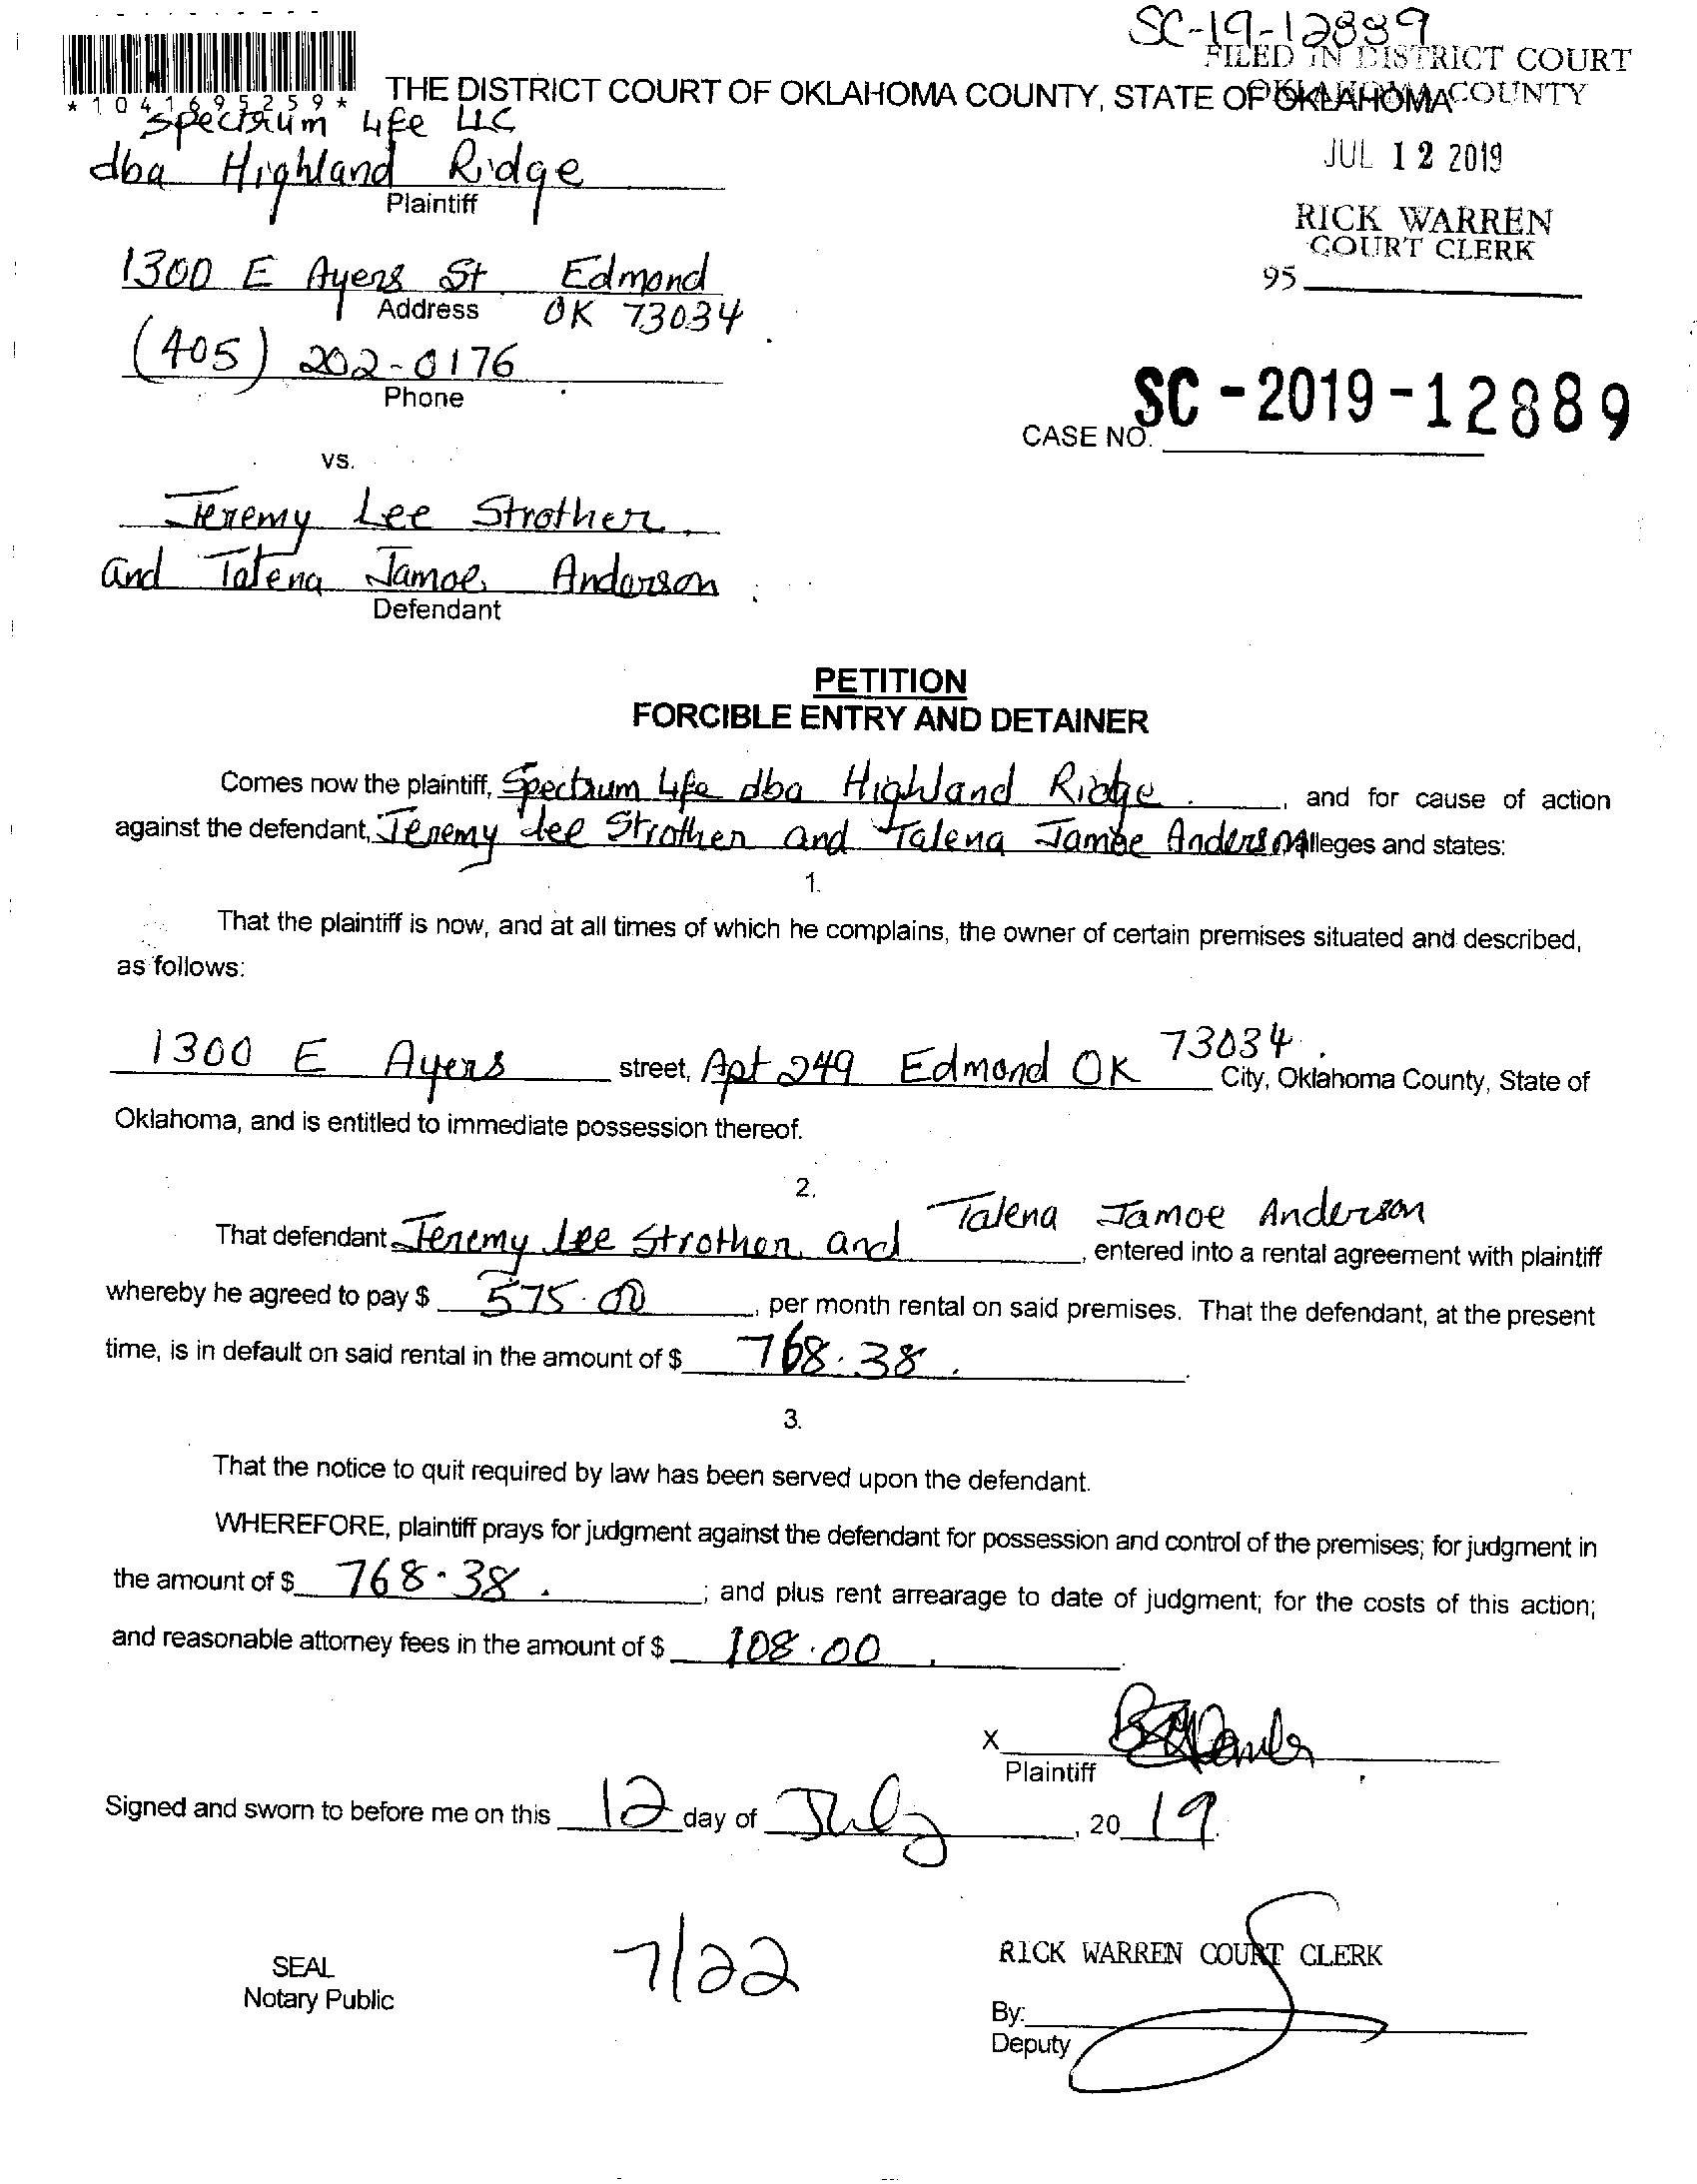 SC-19-12889
FILED IN DISTRICT COURT
OKLAHOMA COUNTY
*1041695259*
THE DISTRICT COURT OF OKLAHOMA COUNTY, STATE OF OKLAHOMA
Spectrum Life LLC
dba Highland Ridge
Plaintiff
JUL 12 2019
RICK WARREN
COURT CLERK
95
1300 E Ayers St Edmond
Address OK 73034
(405) 202-0176
Phone
SC-2019-12889
CASE NO.
vs.
Jeremy Lee Strother
and Talena Jamoe Anderson
Defendant
PETITION
FORCIBLE ENTRY AND DETAINER
Comes now the plaintiff, Spectrum Life dba Highland Ridge, and for cause of action
against the defendant, Jeremy Lee Strother and Talena Jamoe Anderson alleges and states:
1.
That the plaintiff is now, and at all times of which he complains, the owner of certain premises situated and described,
as follows:
1300 E Ayers street, Apt 249 Edmond OK 73034 City, Oklahoma County, State of
Oklahoma, and is entitled to immediate possession thereof.
2.
That defendant Jeremy Lee Strother and Talena Jamoe Anderson, entered into a rental agreement with plaintiff
whereby he agreed to pay $ 575.00, per month rental on said premises. That the defendant, at the present
time, is in default on said rental in the amount of $ 768.38.
3.
That the notice to quit required by law has been served upon the defendant.
WHEREFORE, plaintiff prays for judgment against the defendant for possession and control of the premises; for judgment in
the amount of $ 768.38.; and plus rent arrearage to date of judgment; for the costs of this action;
and reasonable attorney fees in the amount of $ 108.00.
X
Plaintiff
Signed and sworn to before me on this 12 day of July, 20 19.
SEAL
Notary Public
7/22
RICK WARREN COURT CLERK
By:
Deputy